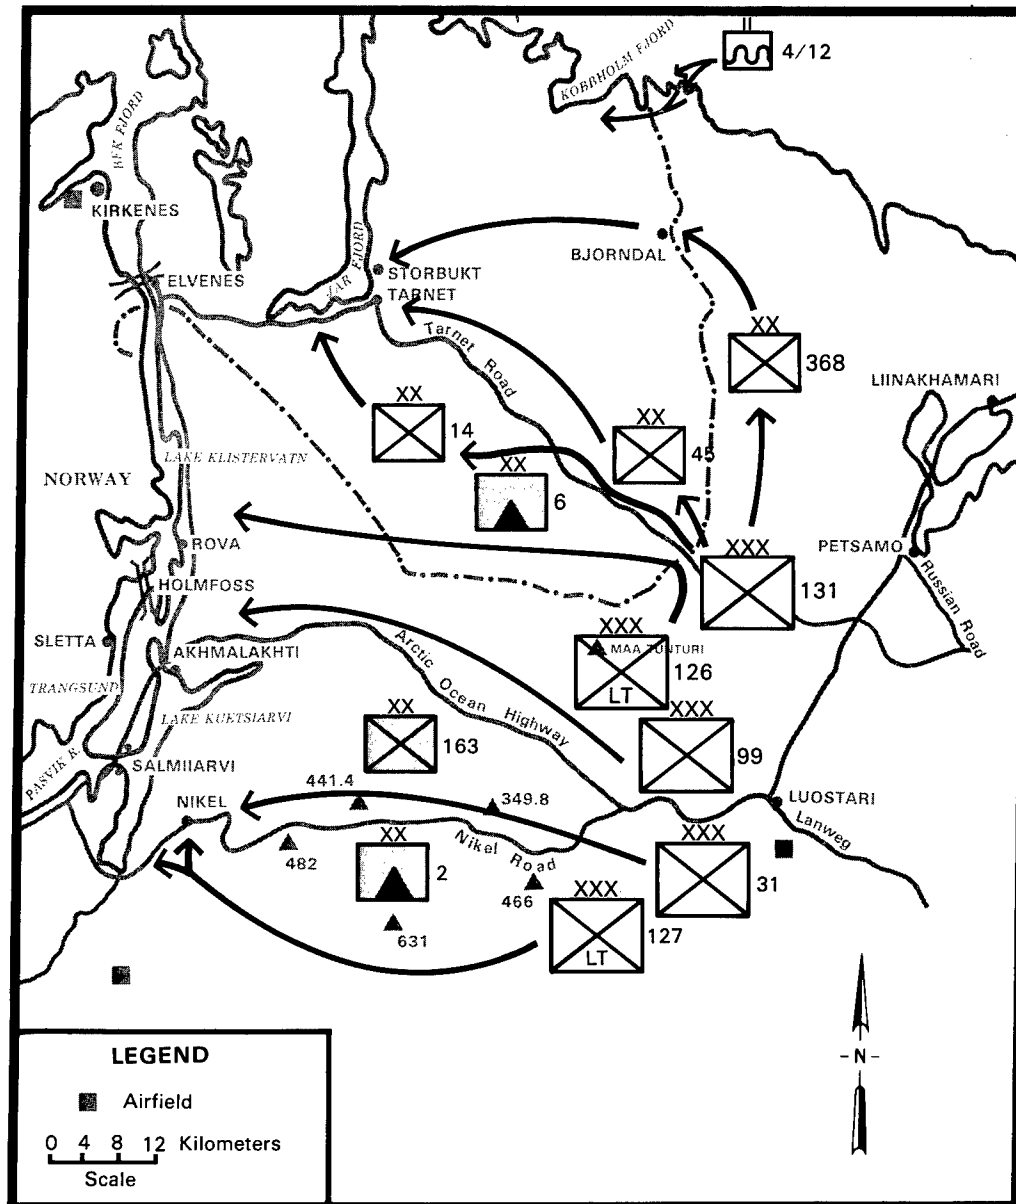 4/12
KOBBHOLM FJORD
BEK FJORD
KIRKENES
JAR FJORD
BJORNDAL
ELVENES
STORBUKT
TARNET
Tarnet Road
XX
368
LIINAKHAMARI
XX
14
XX
45
LAKE KLISTERVATN
NORWAY
XX
6
ROVA
XXX
131
PETSAMO
Russian Road
HOLMFOSS
SLETTA
AKHMALAKHTI
Arctic Ocean Highway
XXX
MAA TUNTURI
126
LT
TRANGSUND
LAKE KUETSIARVI
XX
163
XXX
99
PASVIK R.
SALMIIARVI
441.4
349.8
NIKEL
LUOSTARI
Lanweg
482
XX
2
Nikel Road
466
XXX
31
631
XXX
127
LT
LEGEND
Airfield
0 4 8 12 Kilometers
Scale
-N-